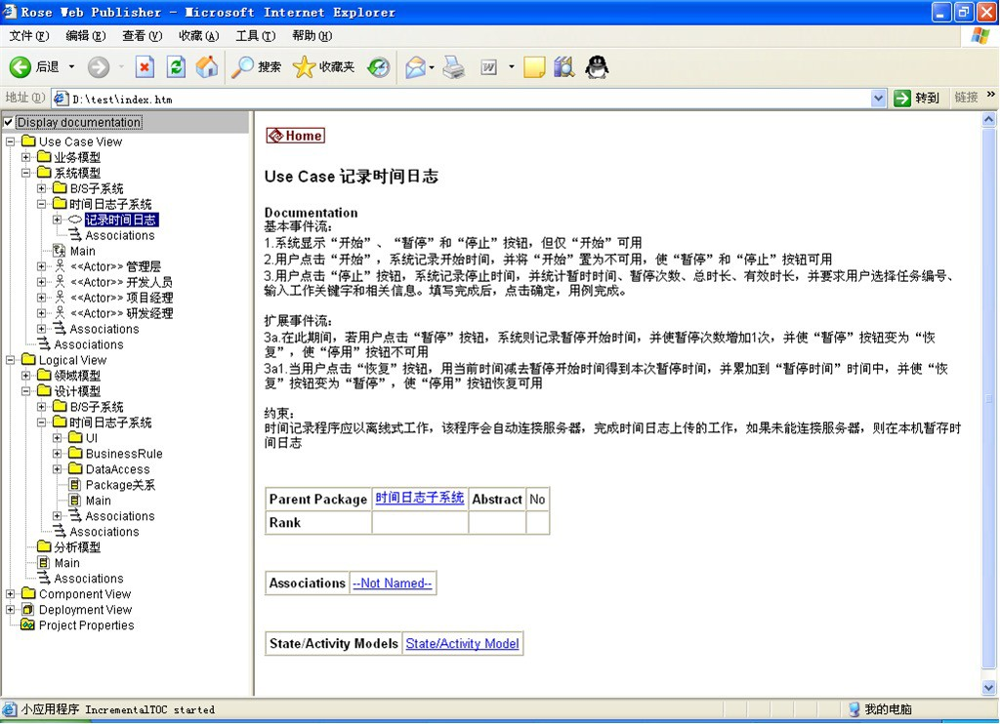 Rose Web Publisher - Microsoft Internet Explorer
文件(F) 编辑(E) 查看(V) 收藏(A) 工具(T) 帮助(H)
后退 搜索 收藏夹
地址(D) D:\test\index.htm 转到 链接 »
Display documentation
Use Case View
业务模型
系统模型
B/S子系统
时间日志子系统
记录时间日志
Associations
Main
<<Actor>> 管理层
<<Actor>> 开发人员
<<Actor>> 项目经理
<<Actor>> 研发经理
Associations
Associations
Logical View
领域模型
设计模型
B/S子系统
时间日志子系统
UI
BusinessRule
DataAccess
Package关系
Main
Associations
Associations
分析模型
Main
Associations
Component View
Deployment View
Project Properties
Home
Use Case 记录时间日志
Documentation
基本事件流：
1.系统显示“开始”、“暂停”和“停止”按钮，但仅“开始”可用
2.用户点击“开始”，系统记录开始时间，并将“开始”置为不可用，使“暂停”和“停止”按钮可用
3.用户点击“停止”按钮，系统记录停止时间，并统计暂时时间、暂停次数、总时长、有效时长，并要求用户选择任务编号、
输入工作关键字和相关信息。填写完成后，点击确定，用例完成。
扩展事件流：
3a.在此期间，若用户点击“暂停”按钮，系统则记录暂停开始时间，并使暂停次数增加1次，并使“暂停”按钮变为“恢
复”，使“停用”按钮不可用
3a1.当用户点击“恢复”按钮，用当前时间减去暂停开始时间得到本次暂停时间，并累加到“暂停时间”时间中，并使“恢
复”按钮变为“暂停”，使“停用”按钮恢复可用
约束：
时间记录程序应以离线式工作，该程序会自动连接服务器，完成时间日志上传的工作，如果未能连接服务器，则在本机暂存时
间日志
Parent Package 时间日志子系统 Abstract No
Rank
Associations --Not Named--
State/Activity Models State/Activity Model
小应用程序 IncrementalTOC started 我的电脑